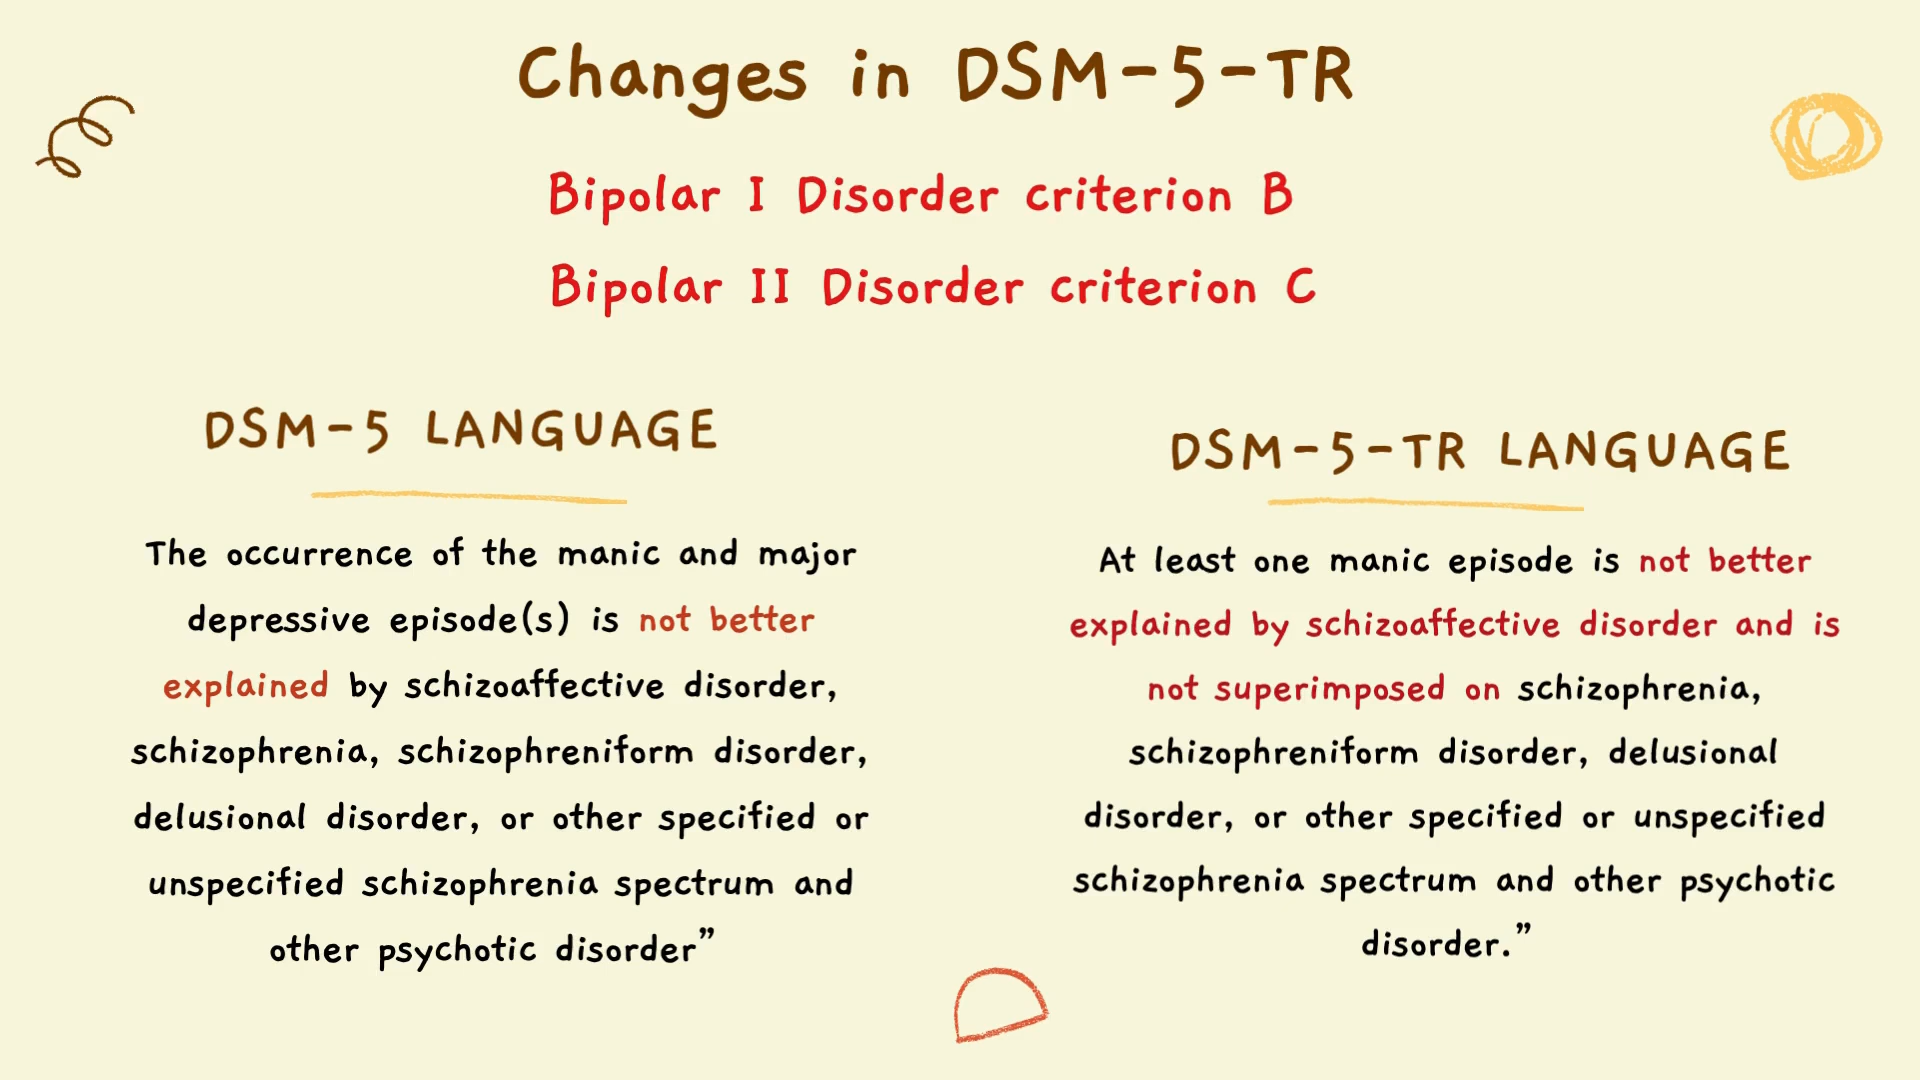 Changes in DSM-5-TR
Bipolar I Disorder criterion B
Bipolar II Disorder criterion C
DSM-5 LANGUAGE
The occurrence of the manic and major
depressive episode(s) is not better
explained by schizoaffective disorder,
schizophrenia, schizophreniform disorder,
delusional disorder, or other specified or
unspecified schizophrenia spectrum and
other psychotic disorder”
DSM-5-TR LANGUAGE
At least one manic episode is not better
explained by schizoaffective disorder and is
not superimposed on schizophrenia,
schizophreniform disorder, delusional
disorder, or other specified or unspecified
schizophrenia spectrum and other psychotic
disorder.”